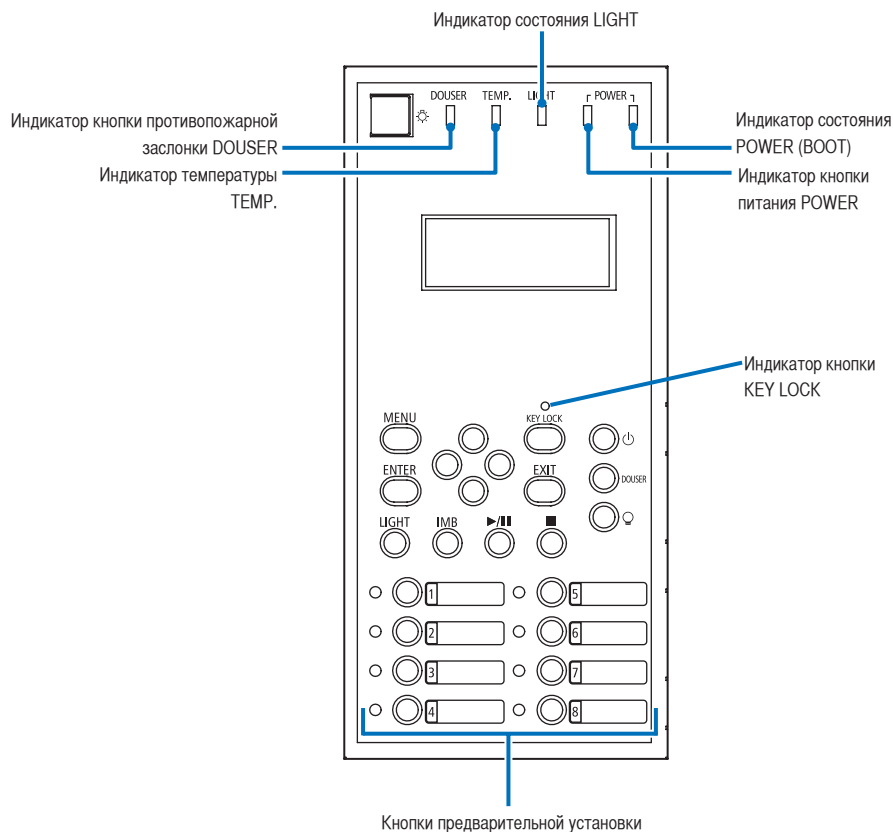 Индикатор состояния LIGHT
DOUSER TEMP. LIGHT POWER
Индикатор кнопки противопожарной
заслонки DOUSER
Индикатор температуры
TEMP.
Индикатор состояния
POWER (BOOT)
Индикатор кнопки
питания POWER
Индикатор кнопки
KEY LOCK
MENU KEY LOCK
ENTER EXIT DOUSER
LIGHT IMB ▶/II ■
1 5
2 6
3 7
4 8
Кнопки предварительной установки